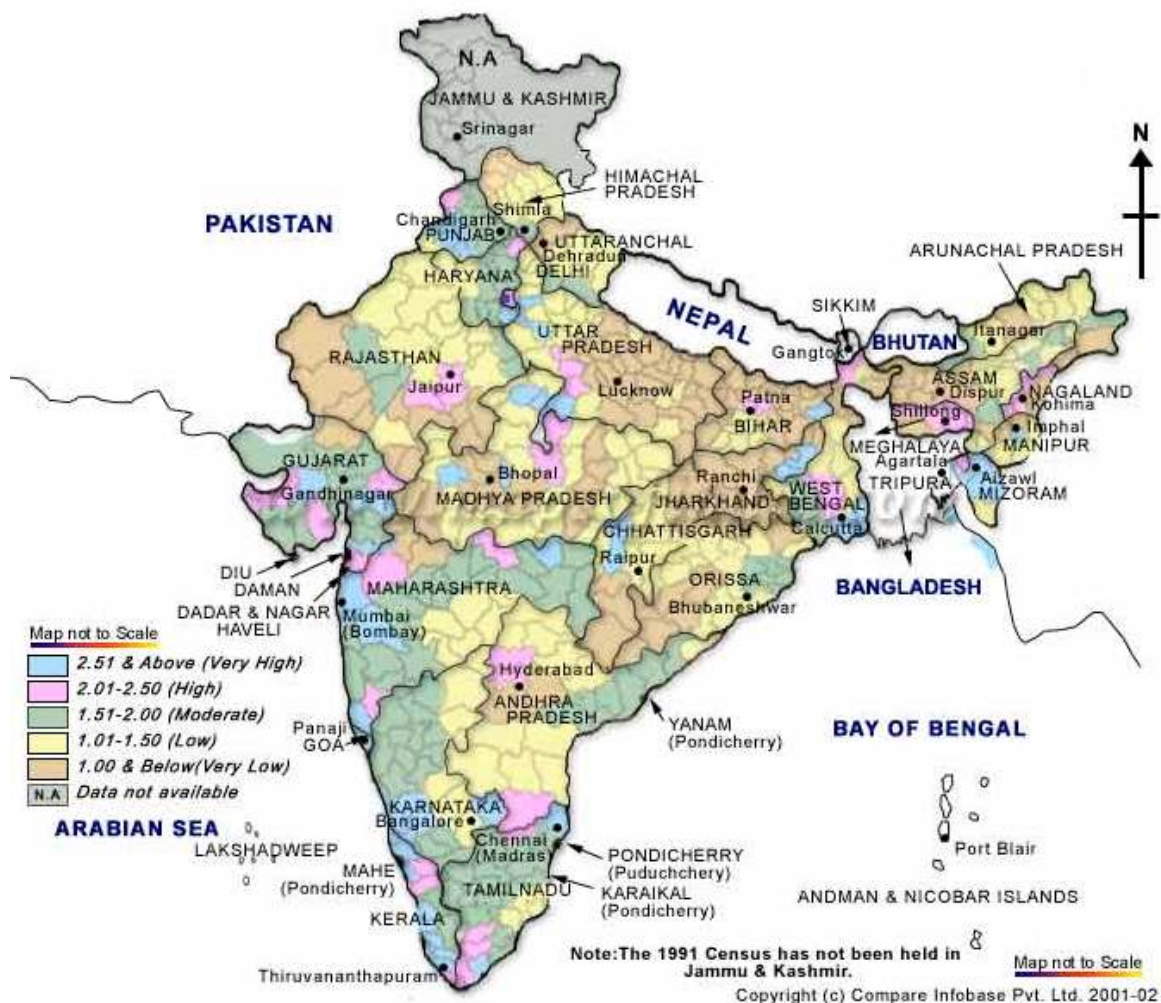 N.A
JAMMU & KASHMIR
Srinagar
N
HIMACHAL
PRADESH
PAKISTAN
Shimla
Chandigarh
PUNJAB
UTTARANCHAL
Dehradun
DELHI
HARYANA
ARUNACHAL PRADESH
NEPAL
SIKKIM
BHUTAN
Gangtok
Itanagar
UTTAR
PRADESH
RAJASTHAN
Jaipur
Lucknow
ASSAM
Dispur
NAGALAND
Kohima
Patna
BIHAR
Shillong
Imphal
MANIPUR
MEGHALAYA
Agartala
TRIPURA
Aizawl
MIZORAM
GUJARAT
Gandhinagar
Bhopal
MADHYA PRADESH
Ranchi
JHARKHAND
WEST
BENGAL
Calcutta
CHHATTISGARH
Raipur
ORISSA
Bhubaneshwar
BANGLADESH
DIU
DAMAN
DADAR & NAGAR
HAVELI
MAHARASHTRA
Mumbai
(Bombay)
Map not to Scale
2.51 & Above (Very High)
2.01-2.50 (High)
1.51-2.00 (Moderate)
1.01-1.50 (Low)
1.00 & Below(Very Low)
N.A Data not available
Hyderabad
ANDHRA
PRADESH
Panaji
GOA
YANAM
(Pondicherry)
BAY OF BENGAL
ARABIAN SEA
LAKSHADWEEP
KARNATAKA
Bangalore
Chennai
(Madras)
MAHE
(Pondicherry)
PONDICHERRY
(Puduchchery)
KARAIKAL
(Pondicherry)
TAMILNADU
KERALA
Thiruvananthapuram
Port Blair
ANDMAN & NICOBAR ISLANDS
Note:The 1991 Census has not been held in
Jammu & Kashmir.
Map not to Scale
Copyright (c) Compare Infobase Pvt. Ltd. 2001-02